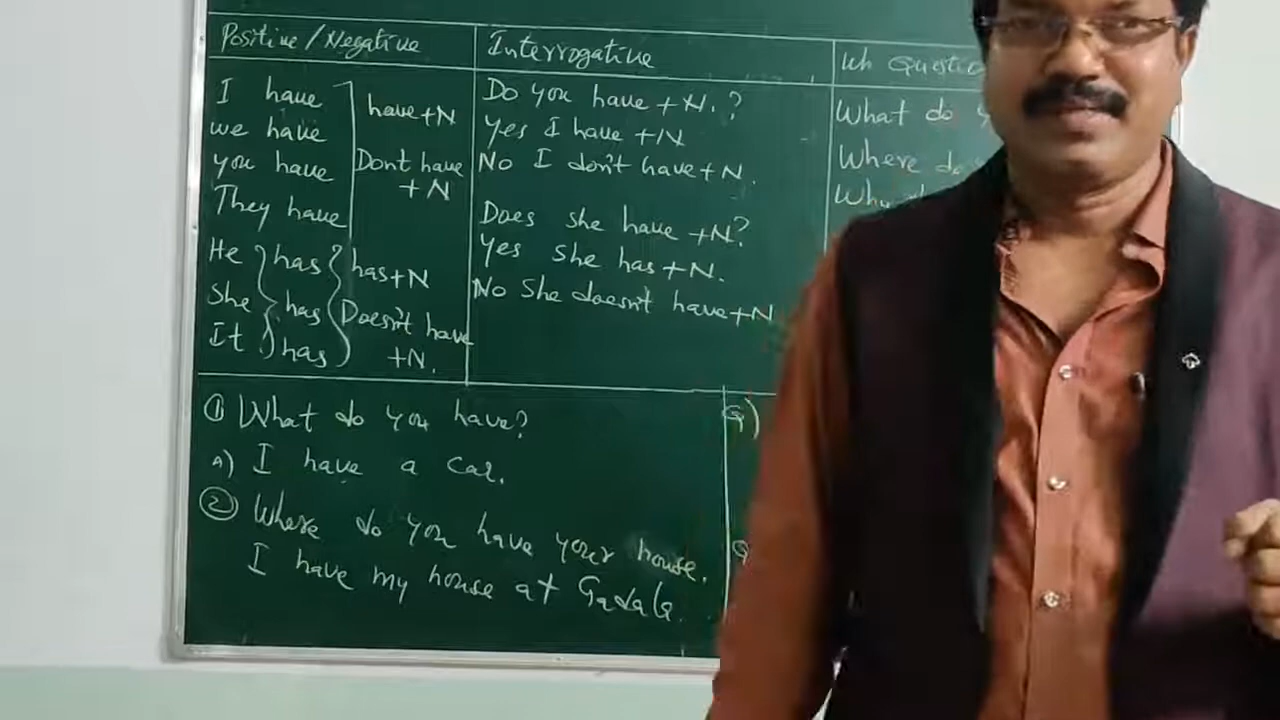 Positive/Negative
I have
we have
you have
They have
have+N
Dont have
+N
He has
She has
It has
has+N
Doesn't have
+N.
Interrogative
Do you have +N.?
Yes I have +N
No I don't have+N.
Does she have +N?
Yes She has+N.
No She doesn't have+N
Wh Questio
What do
Where do
Why
① What do you have?
A) I have a car.
② Where do you have your house.
I have my house at
Q)
Q